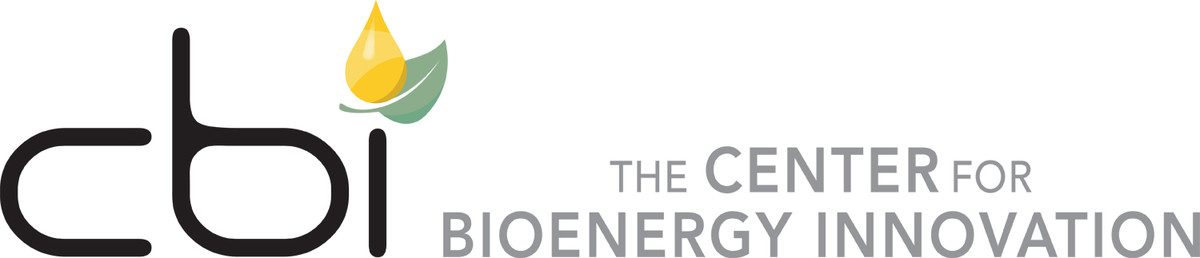 cbi
THE CENTER FOR
BIOENERGY INNOVATION